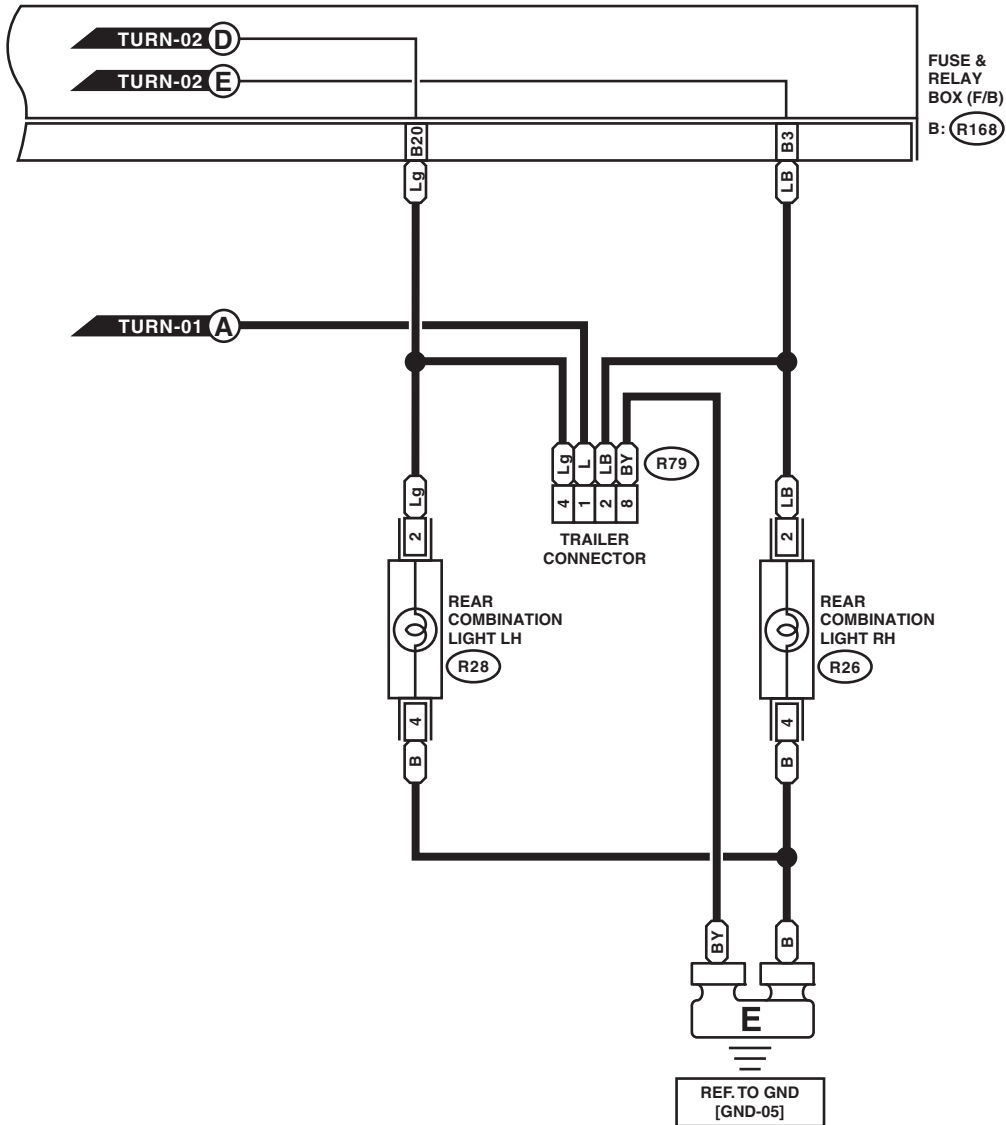 TURN-02 D
TURN-02 E
FUSE &
RELAY
BOX (F/B)
B: R168
B20
B3
Lg
LB
TURN-01 A
Lg
L
LB
BY
R79
4
1
2
8
TRAILER
CONNECTOR
Lg
LB
2
2
REAR
COMBINATION
LIGHT LH
R28
REAR
COMBINATION
LIGHT RH
R26
4
4
B
B
BY
B
E
REF. TO GND
[GND-05]